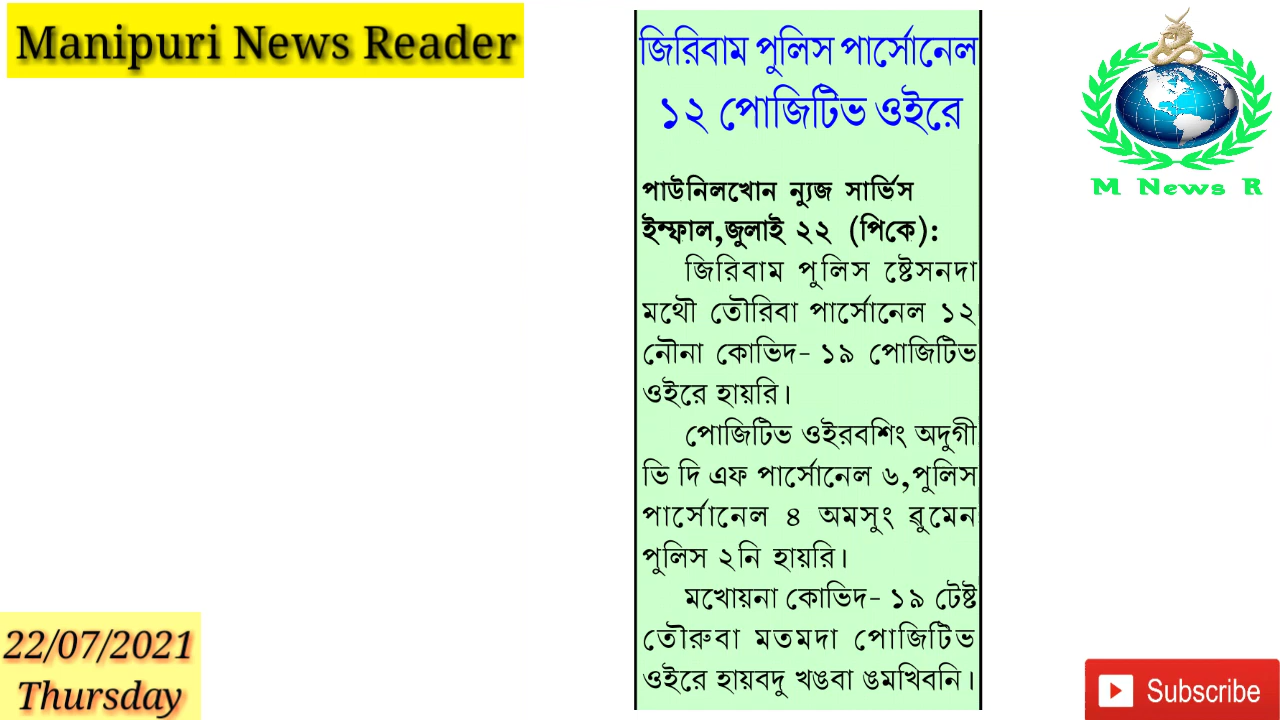 Manipuri News Reader
জিরিবাম পুলিস পার্সোনেল
১২ পোজিটিভ ওইরে
পাউনিলখোন ন্যুজ সার্ভিস
ইম্ফাল,জুলাই ২২ (পিকে):
জিরিবাম পুলিস ষ্টেসনদা
মথৌ তৌরিবা পার্সোনেল ১২
নৌনা কোভিদ- ১৯ পোজিটিভ
ওইরে হায়রি।
পোজিটিভ ওইরবশিং অদুগী
ভি দি এফ পার্সোনেল ৬,পুলিস
পার্সোনেল ৪ অমসুং ৱুমেন
পুলিস ২নি হায়রি।
মখোয়না কোভিদ- ১৯ টেষ্ট
তৌরুবা মতমদা পোজিটিভ
ওইরে হায়বদু খঙবা ঙমখিবনি।
M News R
22/07/2021
Thursday
Subscribe